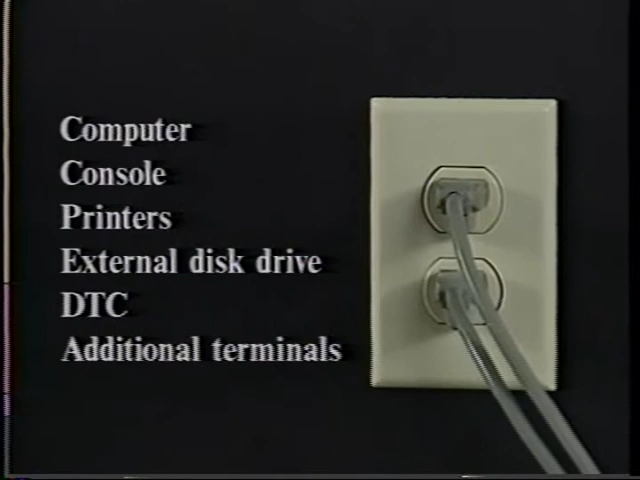 Computer
Console
Printers
External disk drive
DTC
Additional terminals